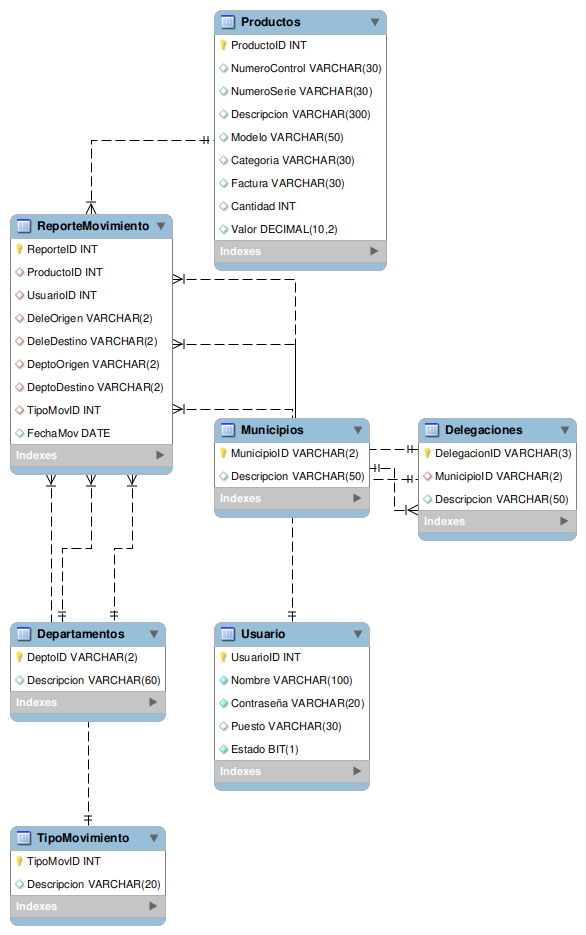 Productos
ProductoID INT
NumeroControl VARCHAR(30)
NumeroSerie VARCHAR(30)
Descripcion VARCHAR(300)
Modelo VARCHAR(50)
Categoria VARCHAR(30)
Factura VARCHAR(30)
Cantidad INT
Valor DECIMAL(10,2)
Indexes
ReporteMovimiento
ReporteID INT
ProductoID INT
UsuarioID INT
DeleOrigen VARCHAR(2)
DeleDestino VARCHAR(2)
DeptoOrigen VARCHAR(2)
DeptoDestino VARCHAR(2)
TipoMovID INT
FechaMov DATE
Indexes
Municipios
MunicipioID VARCHAR(2)
Descripcion VARCHAR(50)
Indexes
Delegaciones
DelegacionID VARCHAR(3)
MunicipioID VARCHAR(2)
Descripcion VARCHAR(50)
Indexes
Departamentos
DeptoID VARCHAR(2)
Descripcion VARCHAR(60)
Indexes
Usuario
UsuarioID INT
Nombre VARCHAR(100)
Contraseña VARCHAR(20)
Puesto VARCHAR(30)
Estado BIT(1)
Indexes
TipoMovimiento
TipoMovID INT
Descripcion VARCHAR(20)
Indexes